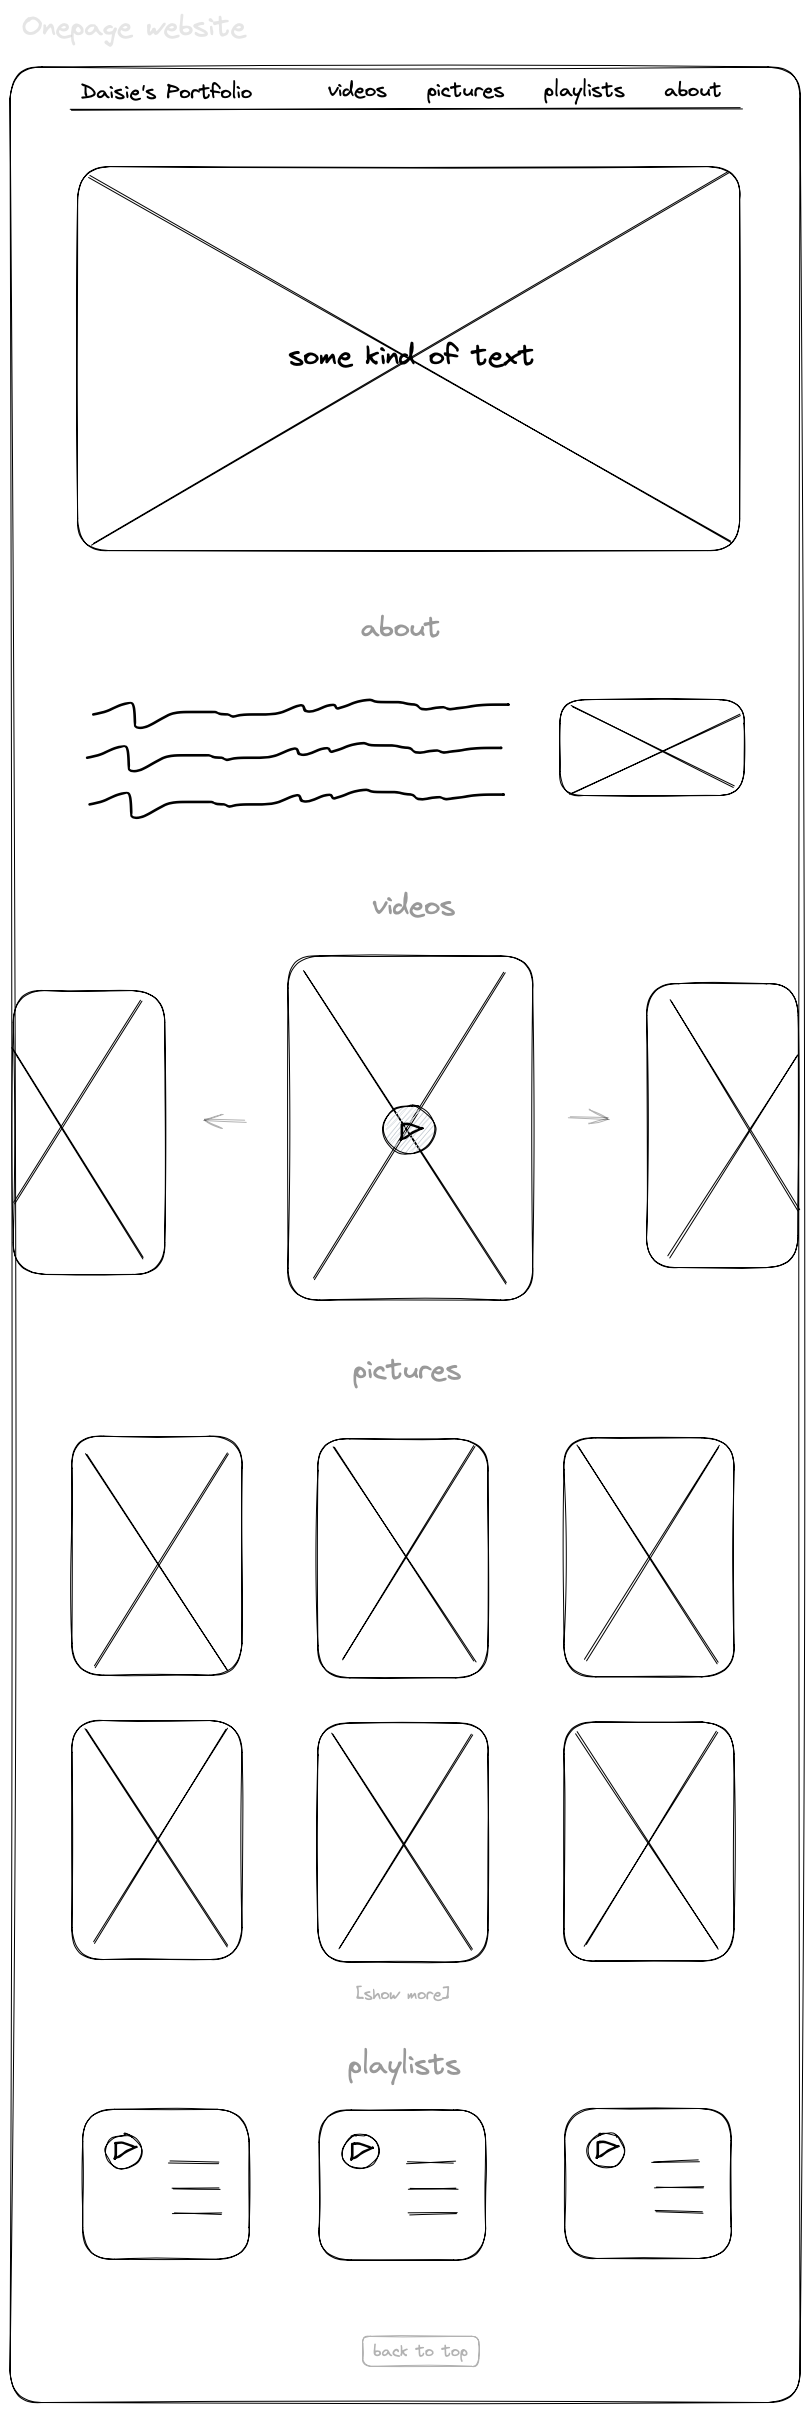 Onepage website
Daisie's Portfolio videos pictures playlists about
some kind of text
about
videos
pictures
[show more]
playlists
back to top